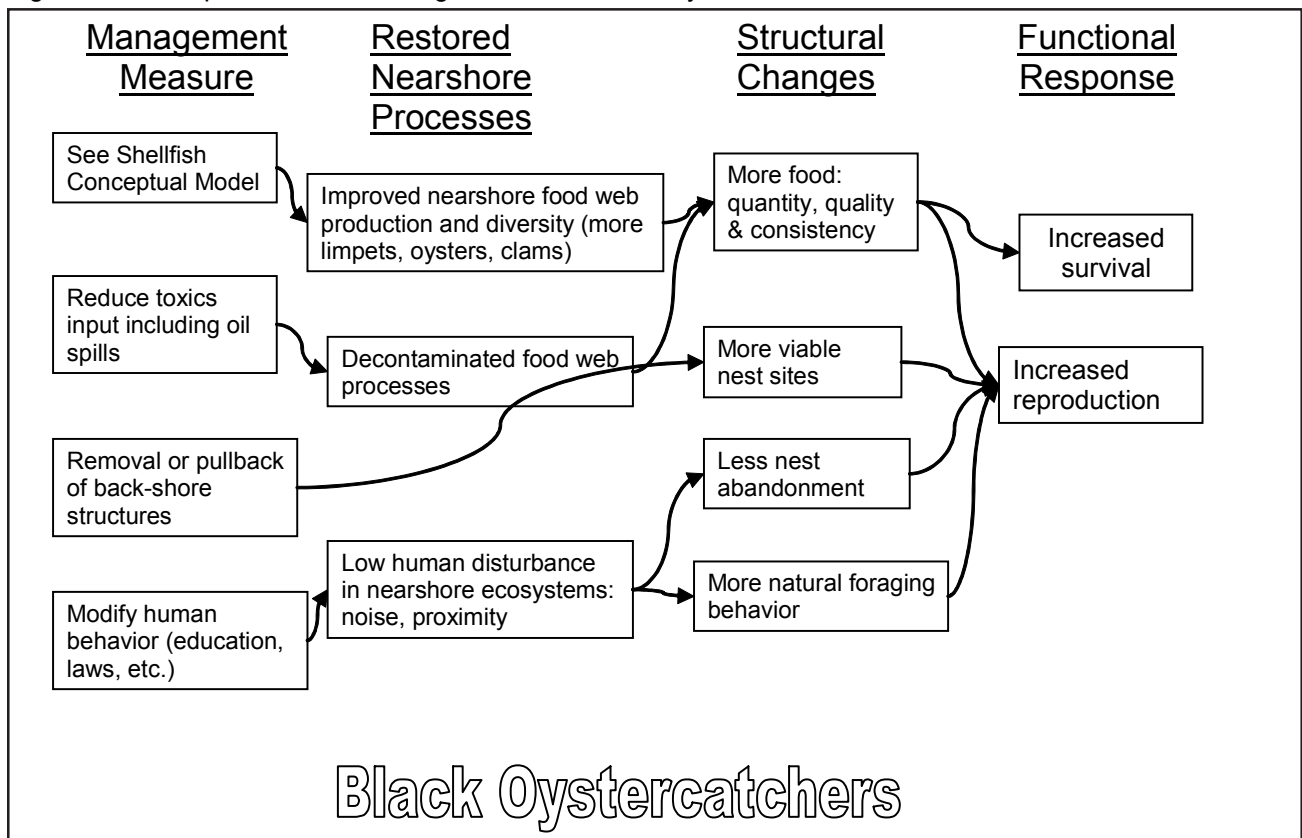 Management
Measure
Restored
Nearshore
Processes
Structural
Changes
Functional
Response
See Shellfish
Conceptual Model
Improved nearshore food web
production and diversity (more
limpets, oysters, clams)
More food:
quantity, quality
& consistency
Increased
survival
Reduce toxics
input including oil
spills
Decontaminated food web
processes
More viable
nest sites
Increased
reproduction
Removal or pullback
of back-shore
structures
Less nest
abandonment
Low human disturbance
in nearshore ecosystems:
noise, proximity
More natural foraging
behavior
Modify human
behavior (education,
laws, etc.)
Black Oystercatchers